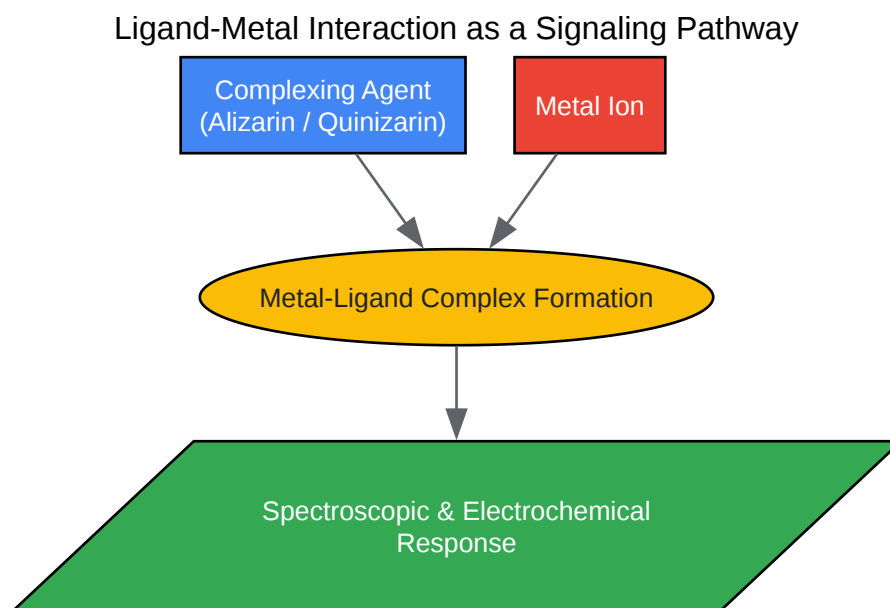 Ligand-Metal Interaction as a Signaling Pathway
Complexing Agent
(Alizarin / Quinizarin)
Metal Ion
Metal-Ligand Complex Formation
Spectroscopic & Electrochemical
Response